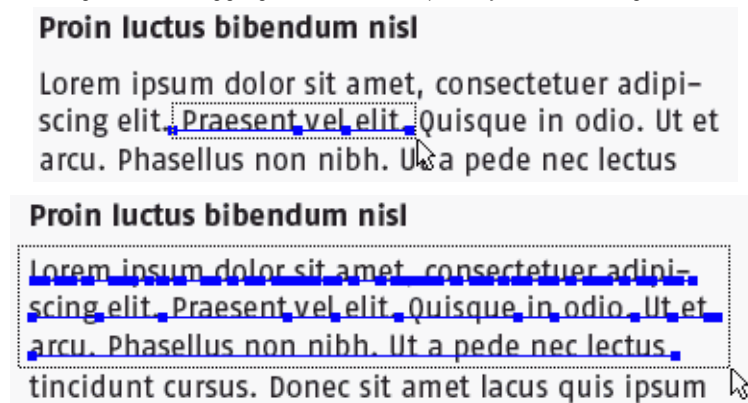 Proin luctus bibendum nisl
Lorem ipsum dolor sit amet, consectetuer adipi–
scing elit. Praesent vel elit. Quisque in odio. Ut et
arcu. Phasellus non nibh. Ut a pede nec lectus
Proin luctus bibendum nisl
Lorem ipsum dolor sit amet, consectetuer adipi–
scing elit. Praesent vel elit. Quisque in odio. Ut et
arcu. Phasellus non nibh. Ut a pede nec lectus
tincidunt cursus. Donec sit amet lacus quis ipsum